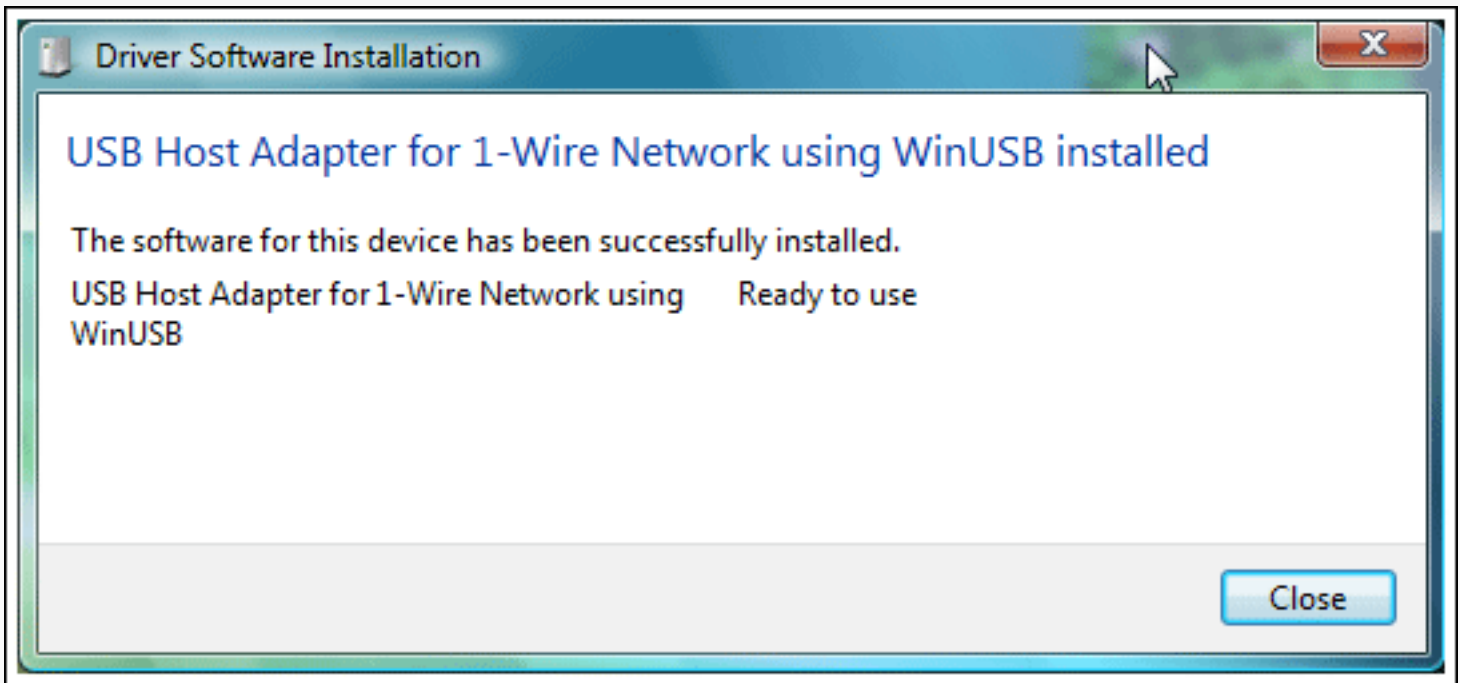 Driver Software Installation
USB Host Adapter for 1-Wire Network using WinUSB installed
The software for this device has been successfully installed.
USB Host Adapter for 1-Wire Network using Ready to use
WinUSB
Close